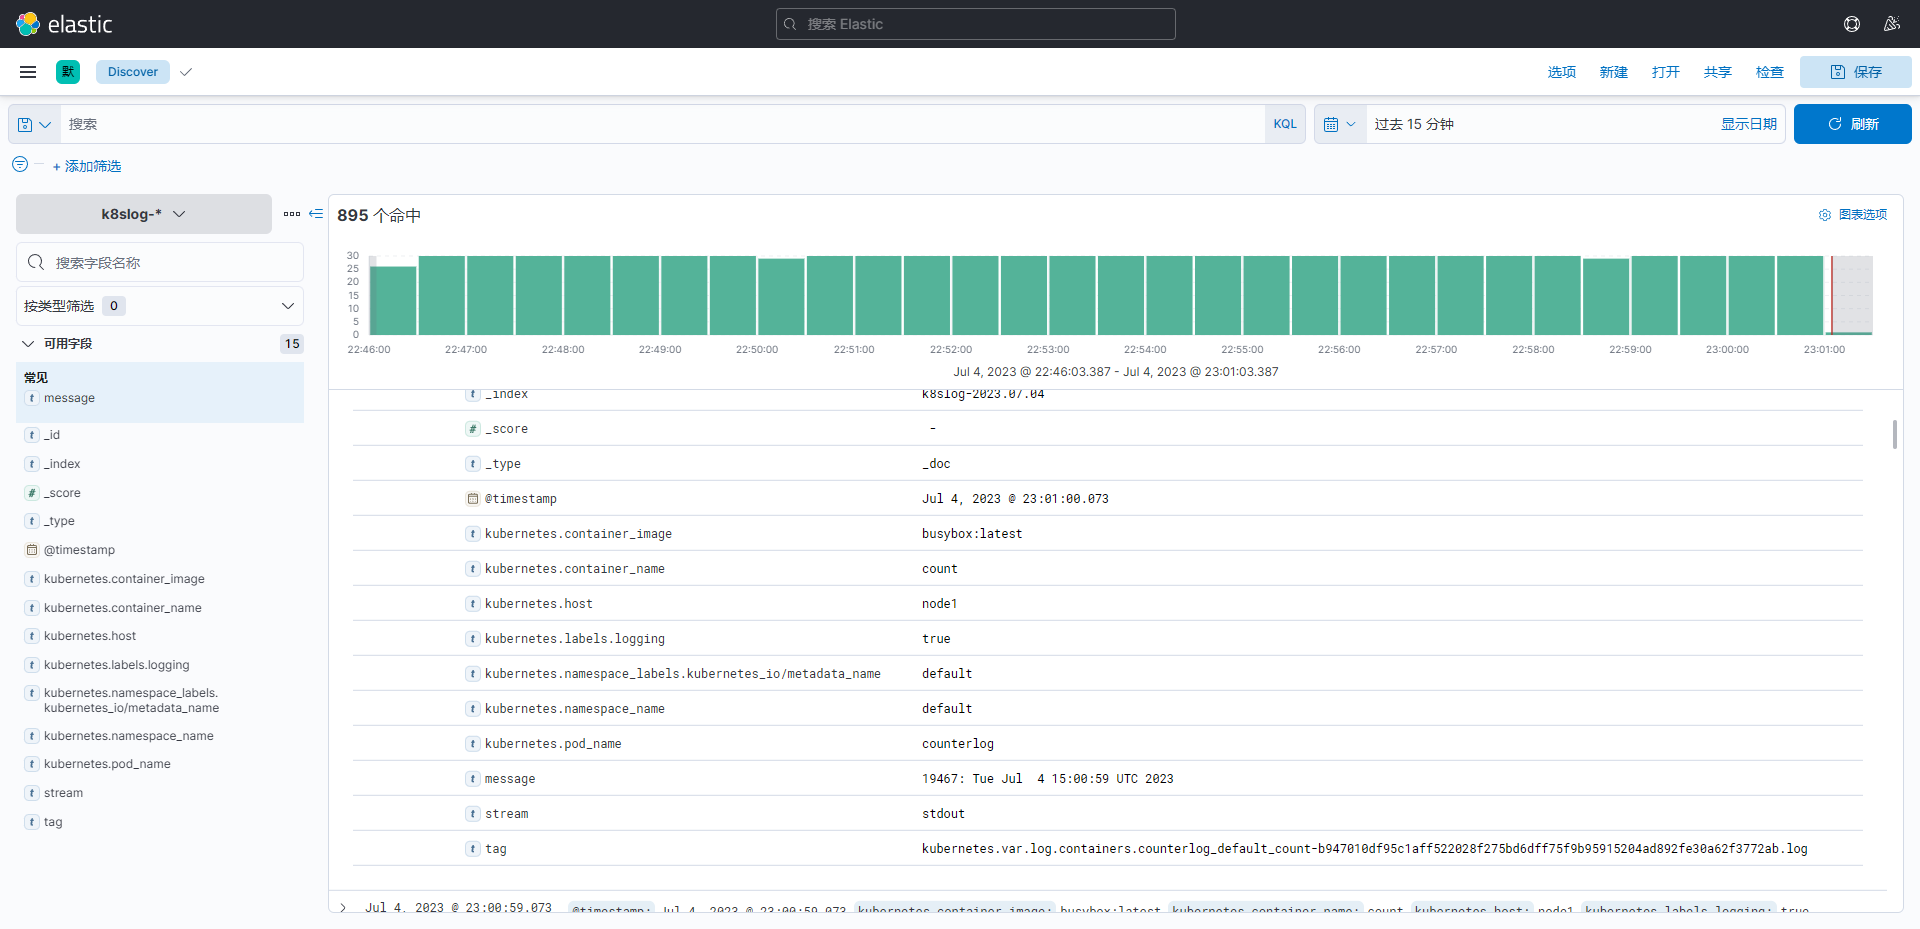 elastic
搜索 Elastic
默 Discover
选项 新建 打开 共享 检查 保存
搜索 KQL
过去 15 分钟 显示日期 刷新
+ 添加筛选
k8slog-*
895 个命中
图表选项
搜索字段名称
按类型筛选 0
可用字段 15
常见
t message
t _id
t _index
# _score
t _type
@timestamp
t kubernetes.container_image
t kubernetes.container_name
t kubernetes.host
t kubernetes.labels.logging
t kubernetes.namespace_labels.
kubernetes_io/metadata_name
t kubernetes.namespace_name
t kubernetes.pod_name
t stream
t tag
30
25
20
15
10
5
0
22:46:00 22:47:00 22:48:00 22:49:00 22:50:00 22:51:00 22:52:00 22:53:00 22:54:00 22:55:00 22:56:00 22:57:00 22:58:00 22:59:00 23:00:00 23:01:00
Jul 4, 2023 @ 22:46:03.387 - Jul 4, 2023 @ 23:01:03.387
t _index k8slog-2023.07.04
# _score -
t _type _doc
@timestamp Jul 4, 2023 @ 23:01:00.073
t kubernetes.container_image busybox:latest
t kubernetes.container_name count
t kubernetes.host node1
t kubernetes.labels.logging true
t kubernetes.namespace_labels.kubernetes_io/metadata_name default
t kubernetes.namespace_name default
t kubernetes.pod_name counterlog
t message 19467: Tue Jul  4 15:00:59 UTC 2023
t stream stdout
t tag kubernetes.var.log.containers.counterlog_default_count-b947010df95c1aff522028f275bd6dff75f9b95915204ad892fe30a62f3772ab.log
Jul 4, 2023 @ 23:00:59.073 @timestamp: Jul 4, 2023 @ 23:00:59.073 kubernetes.container_image: busybox:latest kubernetes.container_name: count kubernetes.host: node1 kubernetes.labels.logging: true